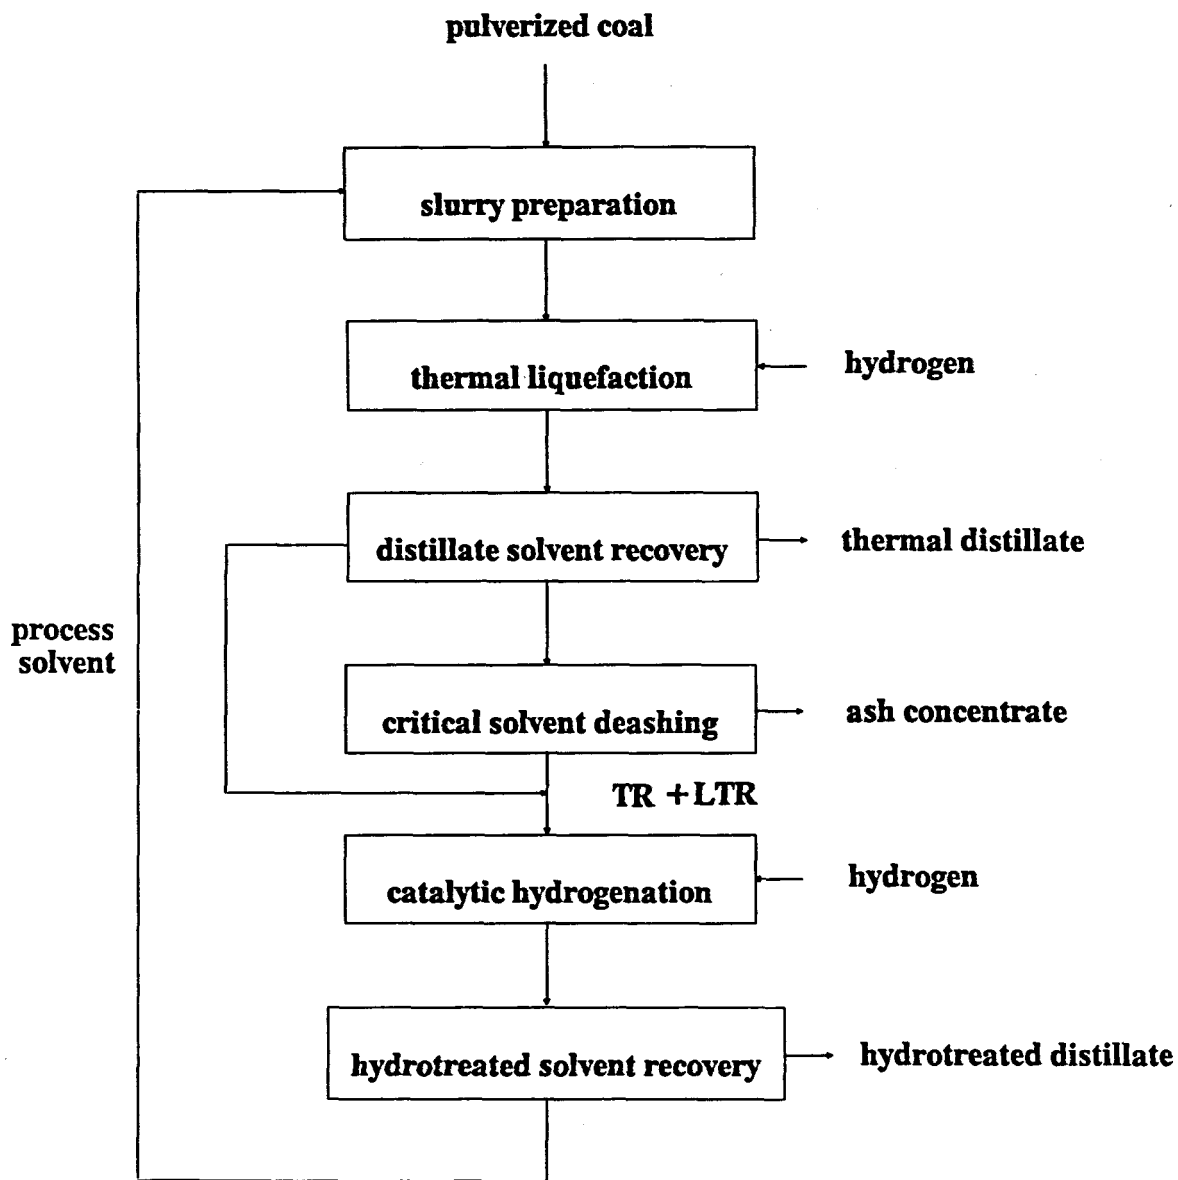 pulverized coal
slurry preparation
thermal liquefaction
hydrogen
distillate solvent recovery
thermal distillate
process
solvent
critical solvent deashing
ash concentrate
TR + LTR
catalytic hydrogenation
hydrogen
hydrotreated solvent recovery
hydrotreated distillate